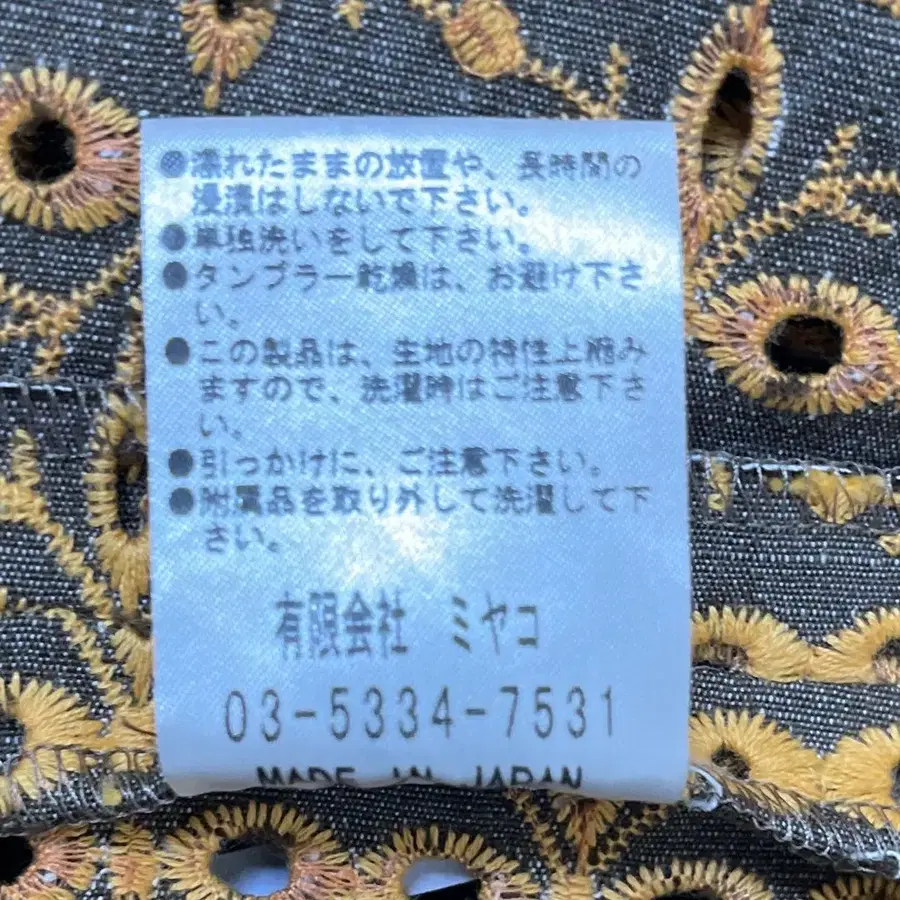 ●濡れたままの放置や、長時間の
浸漬はしないで下さい。
●単独洗いをして下さい。
●タンブラー乾燥は、お避け下さ
い。
●この製品は、生地の特性上縮み
ますので、洗濯時はご注意下さ
い。
●引っかけに、ご注意下さい。
●附属品を取り外して洗濯して下
さい。
有限会社 ミヤコ
03-5334-7531
MADE IN JAPAN